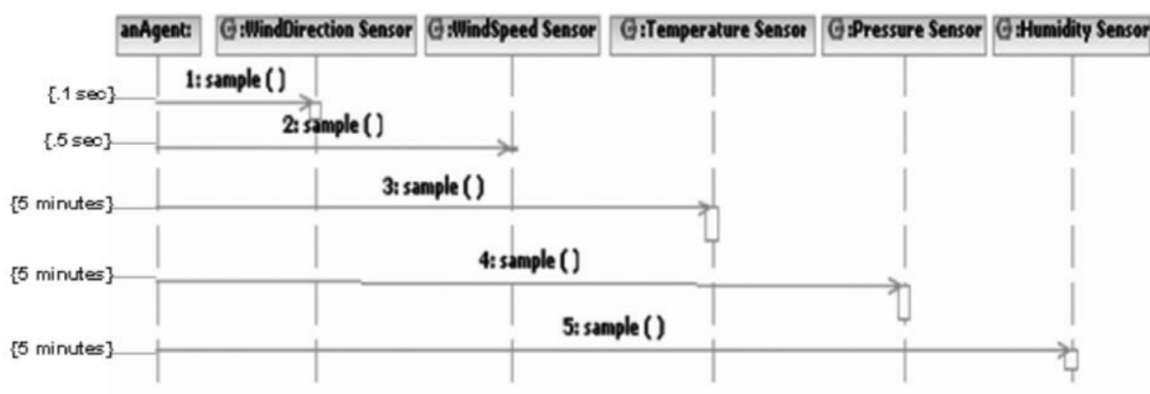 anAgent: :WindDirection Sensor :WindSpeed Sensor :Temperature Sensor :Pressure Sensor :Humidity Sensor
1: sample ( )
{.1 sec}
2: sample ( )
{.5 sec}
3: sample ( )
{5 minutes}
4: sample ( )
{5 minutes}
5: sample ( )
{5 minutes}